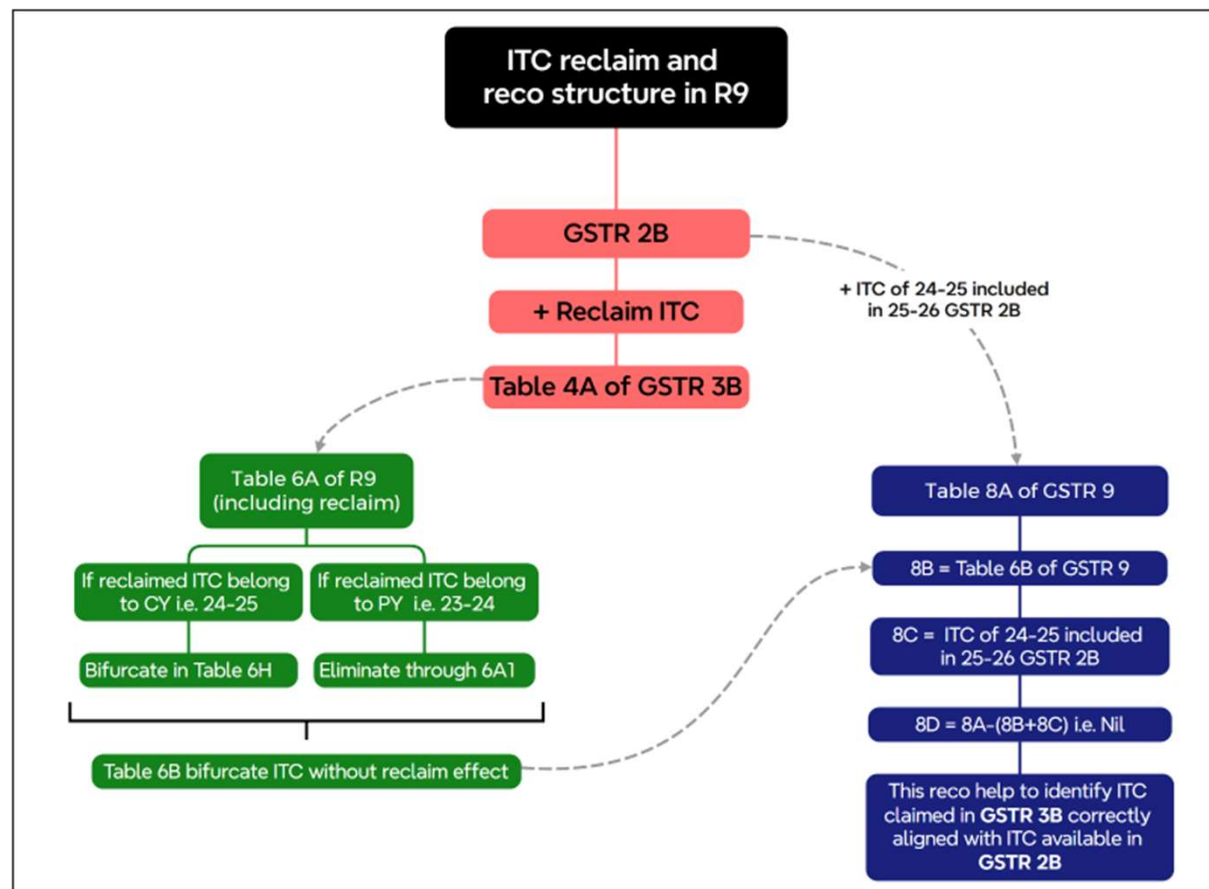 ITC reclaim and
reco structure in R9
GSTR 2B
+ ITC of 24-25 included
in 25-26 GSTR 2B
+ Reclaim ITC
Table 4A of GSTR 3B
Table 6A of R9
(including reclaim)
If reclaimed ITC belong
to CY i.e. 24-25
If reclaimed ITC belong
to PY i.e. 23-24
Bifurcate in Table 6H
Eliminate through 6A1
Table 6B bifurcate ITC without reclaim effect
Table 8A of GSTR 9
8B = Table 6B of GSTR 9
8C = ITC of 24-25 included
in 25-26 GSTR 2B
8D = 8A-(8B+8C) i.e. Nil
This reco help to identify ITC
claimed in GSTR 3B correctly
aligned with ITC available in
GSTR 2B